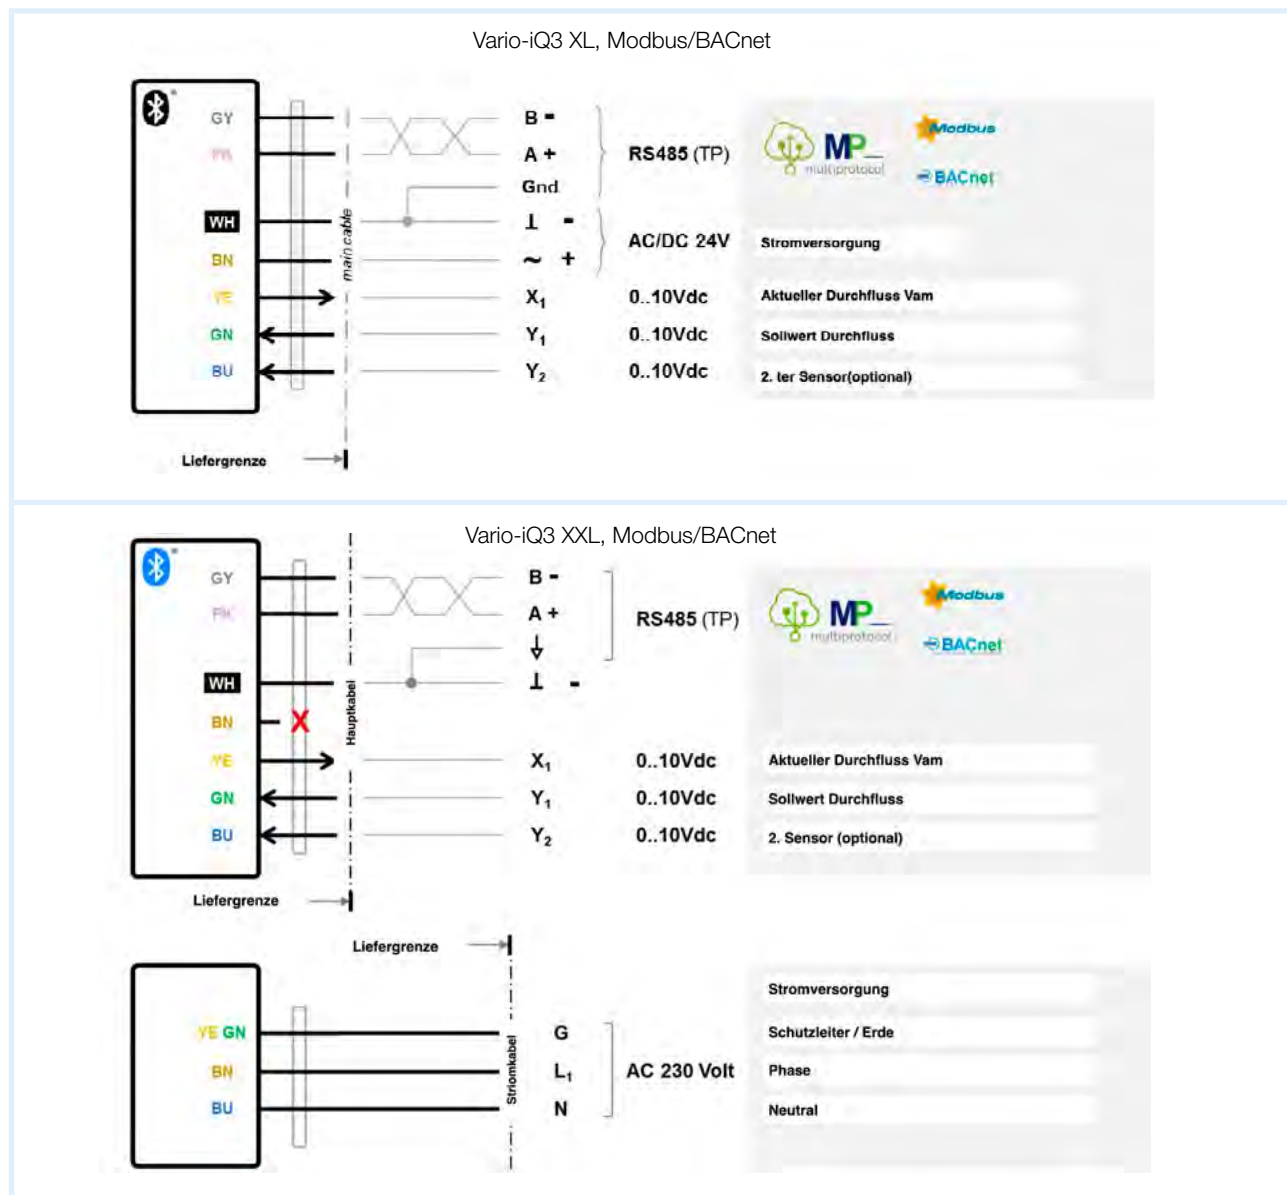 Vario-iQ3 XL, Modbus/BACnet
GY B - Modbus
PK A + RS485 (TP) MP_ multiprotocol
Gnd BACnet
WH ⊥ -
AC/DC 24V Stromversorgung
BN ~ +
YE X1 0..10Vdc Aktueller Durchfluss Vam
GN Y1 0..10Vdc Sollwert Durchfluss
BU Y2 0..10Vdc 2. ter Sensor(optional)
main cable
Liefergrenze
Vario-iQ3 XXL, Modbus/BACnet
GY B - Modbus
PK A + RS485 (TP) MP_ multiprotocol
BACnet
WH ⊥ -
BN X
YE X1 0..10Vdc Aktueller Durchfluss Vam
GN Y1 0..10Vdc Sollwert Durchfluss
BU Y2 0..10Vdc 2. Sensor (optional)
Hauptkabel
Liefergrenze
Liefergrenze
Stromversorgung
YE GN G Schutzleiter / Erde
BN L1 AC 230 Volt Phase
BU N Neutral
Striomkabel